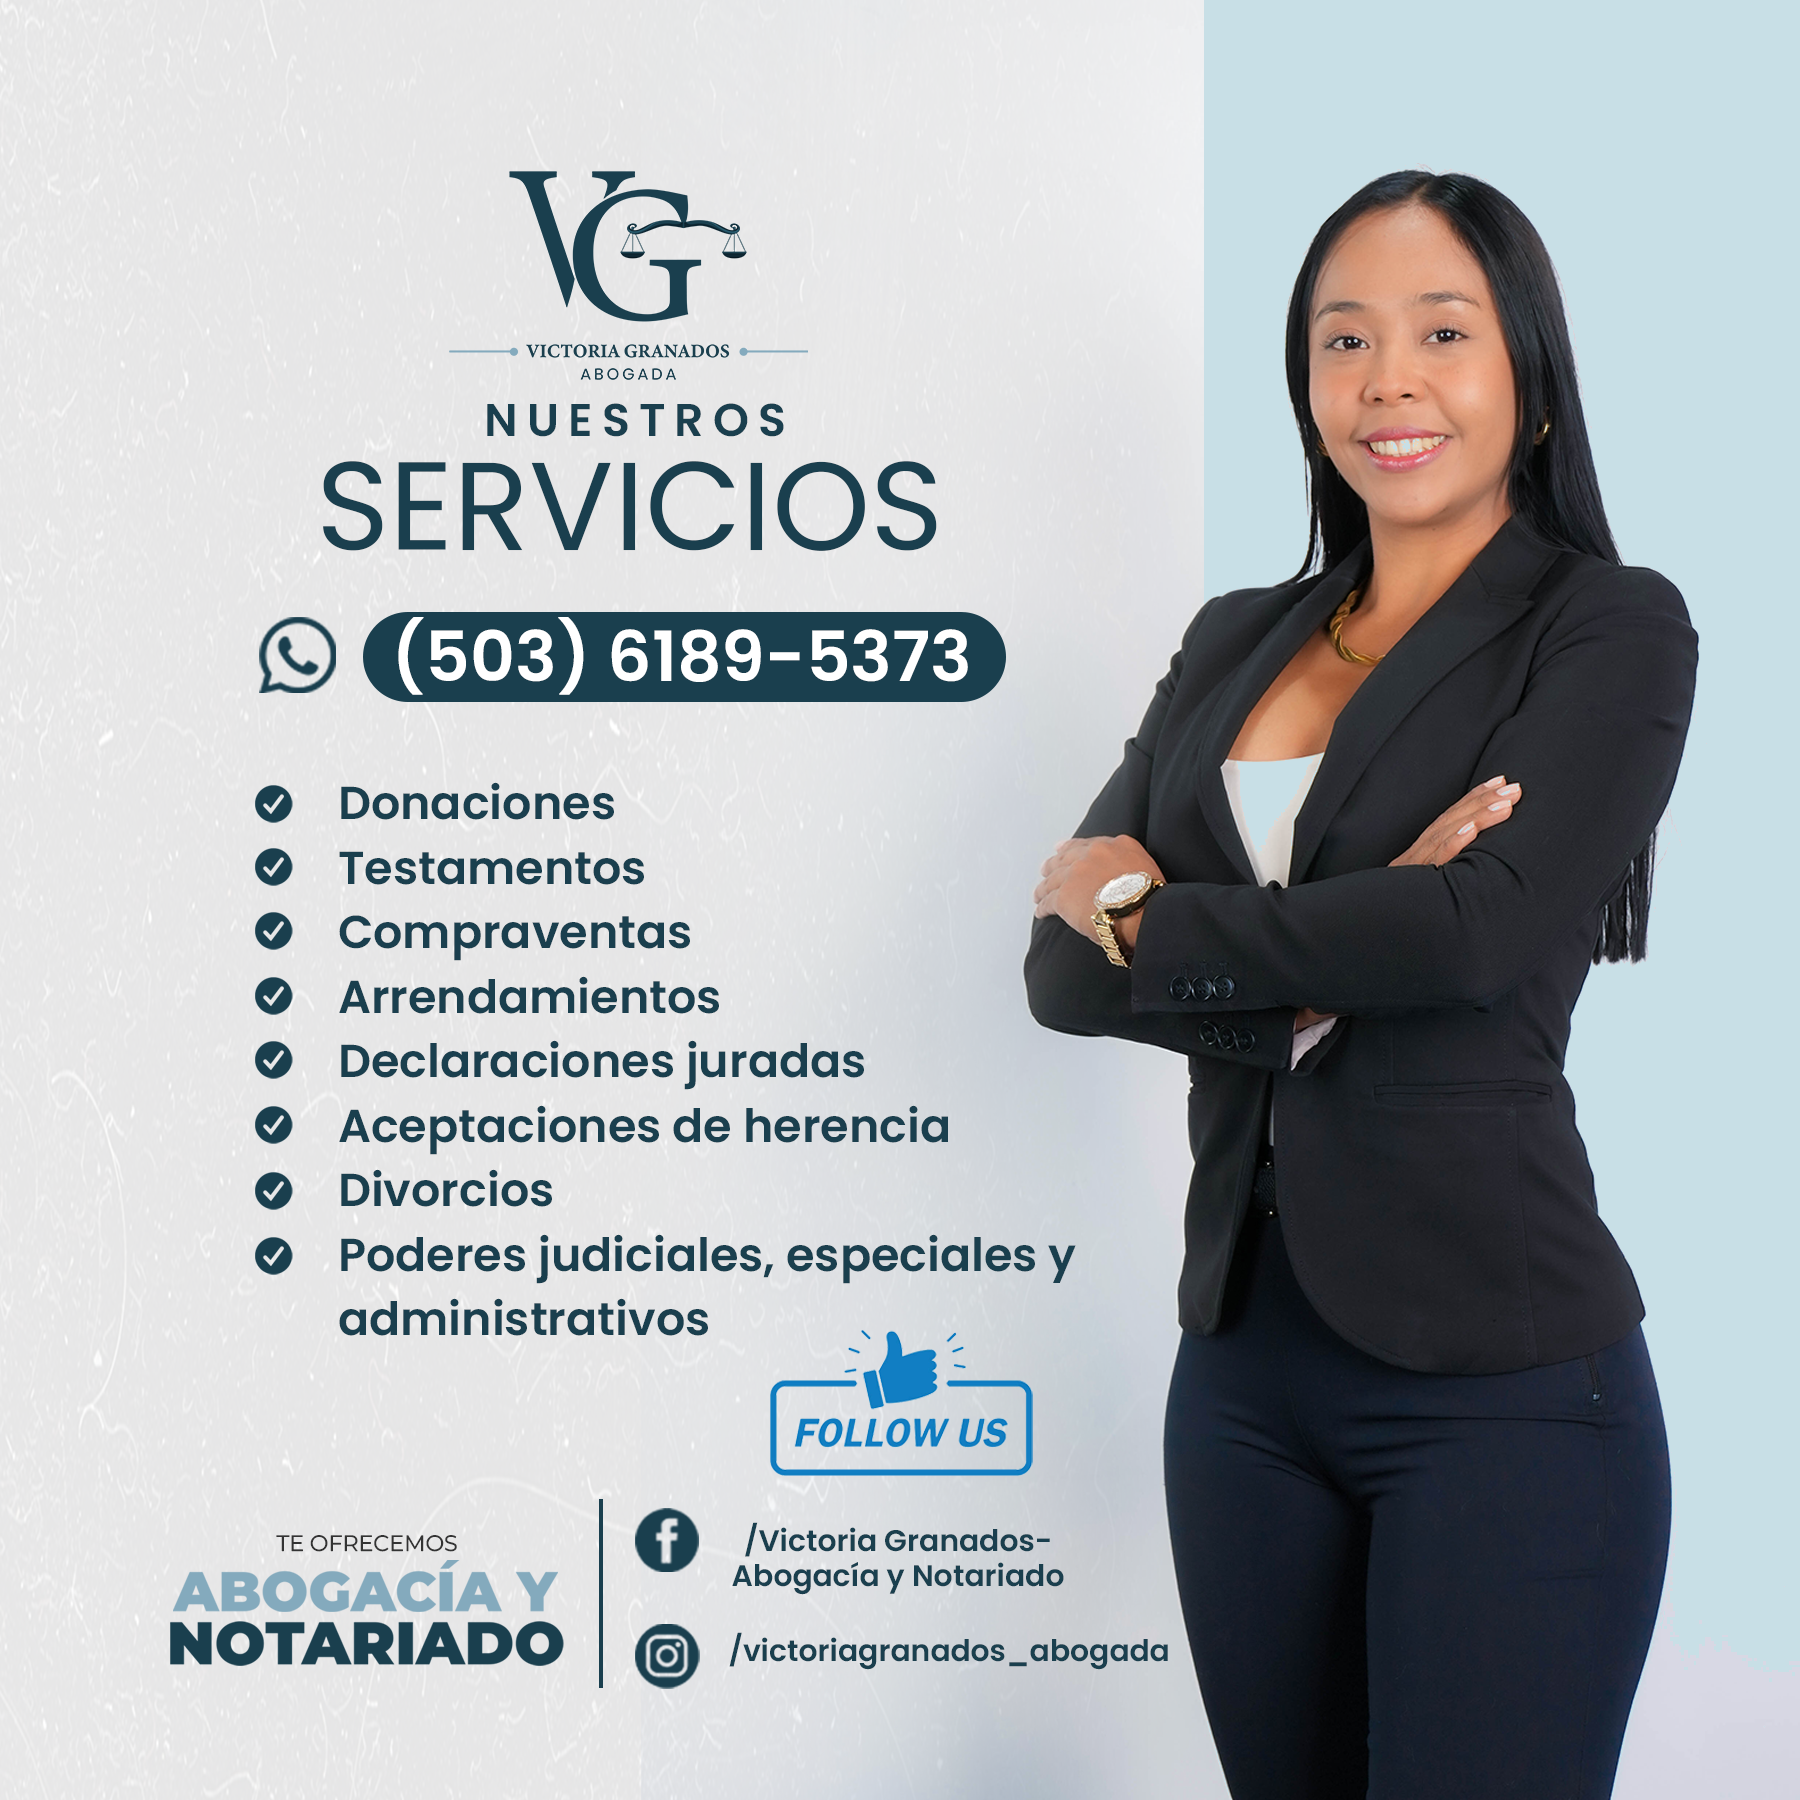 VG
VICTORIA GRANADOS
ABOGADA
NUESTROS
SERVICIOS
(503) 6189-5373
Donaciones
Testamentos
Compraventas
Arrendamientos
Declaraciones juradas
Aceptaciones de herencia
Divorcios
Poderes judiciales, especiales y
administrativos
FOLLOW US
TE OFRECEMOS
ABOGACÍA Y
NOTARIADO
/Victoria Granados-
Abogacía y Notariado
/victoriagranados_abogada